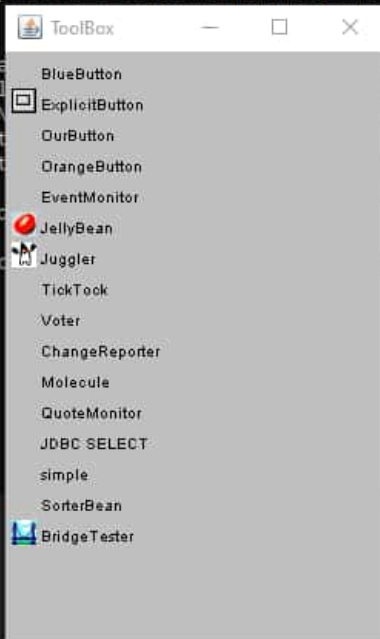 ToolBox
BlueButton
ExplicitButton
OurButton
OrangeButton
EventMonitor
JellyBean
Juggler
TickTock
Voter
ChangeReporter
Molecule
QuoteMonitor
JDBC SELECT
simple
SorterBean
BridgeTester